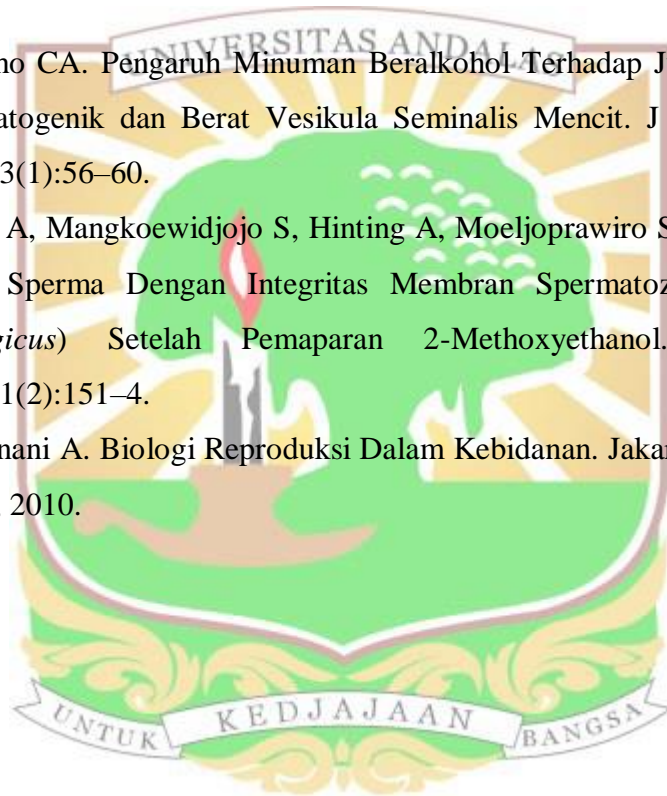 UNIVERSITAS ANDALAS
no CA. Pengaruh Minuman Beralkohol Terhadap J
atogenik dan Berat Vesikula Seminalis Mencit. J
3(1):56–60.
A, Mangkoewidjojo S, Hinting A, Moeljoprawiro S
Sperma Dengan Integritas Membran Spermatoz
gicus) Setelah Pemaparan 2-Methoxyethanol.
1(2):151–4.
nani A. Biologi Reproduksi Dalam Kebidanan. Jakar
2010.
UNTUK KEDJAJAAN BANGSA